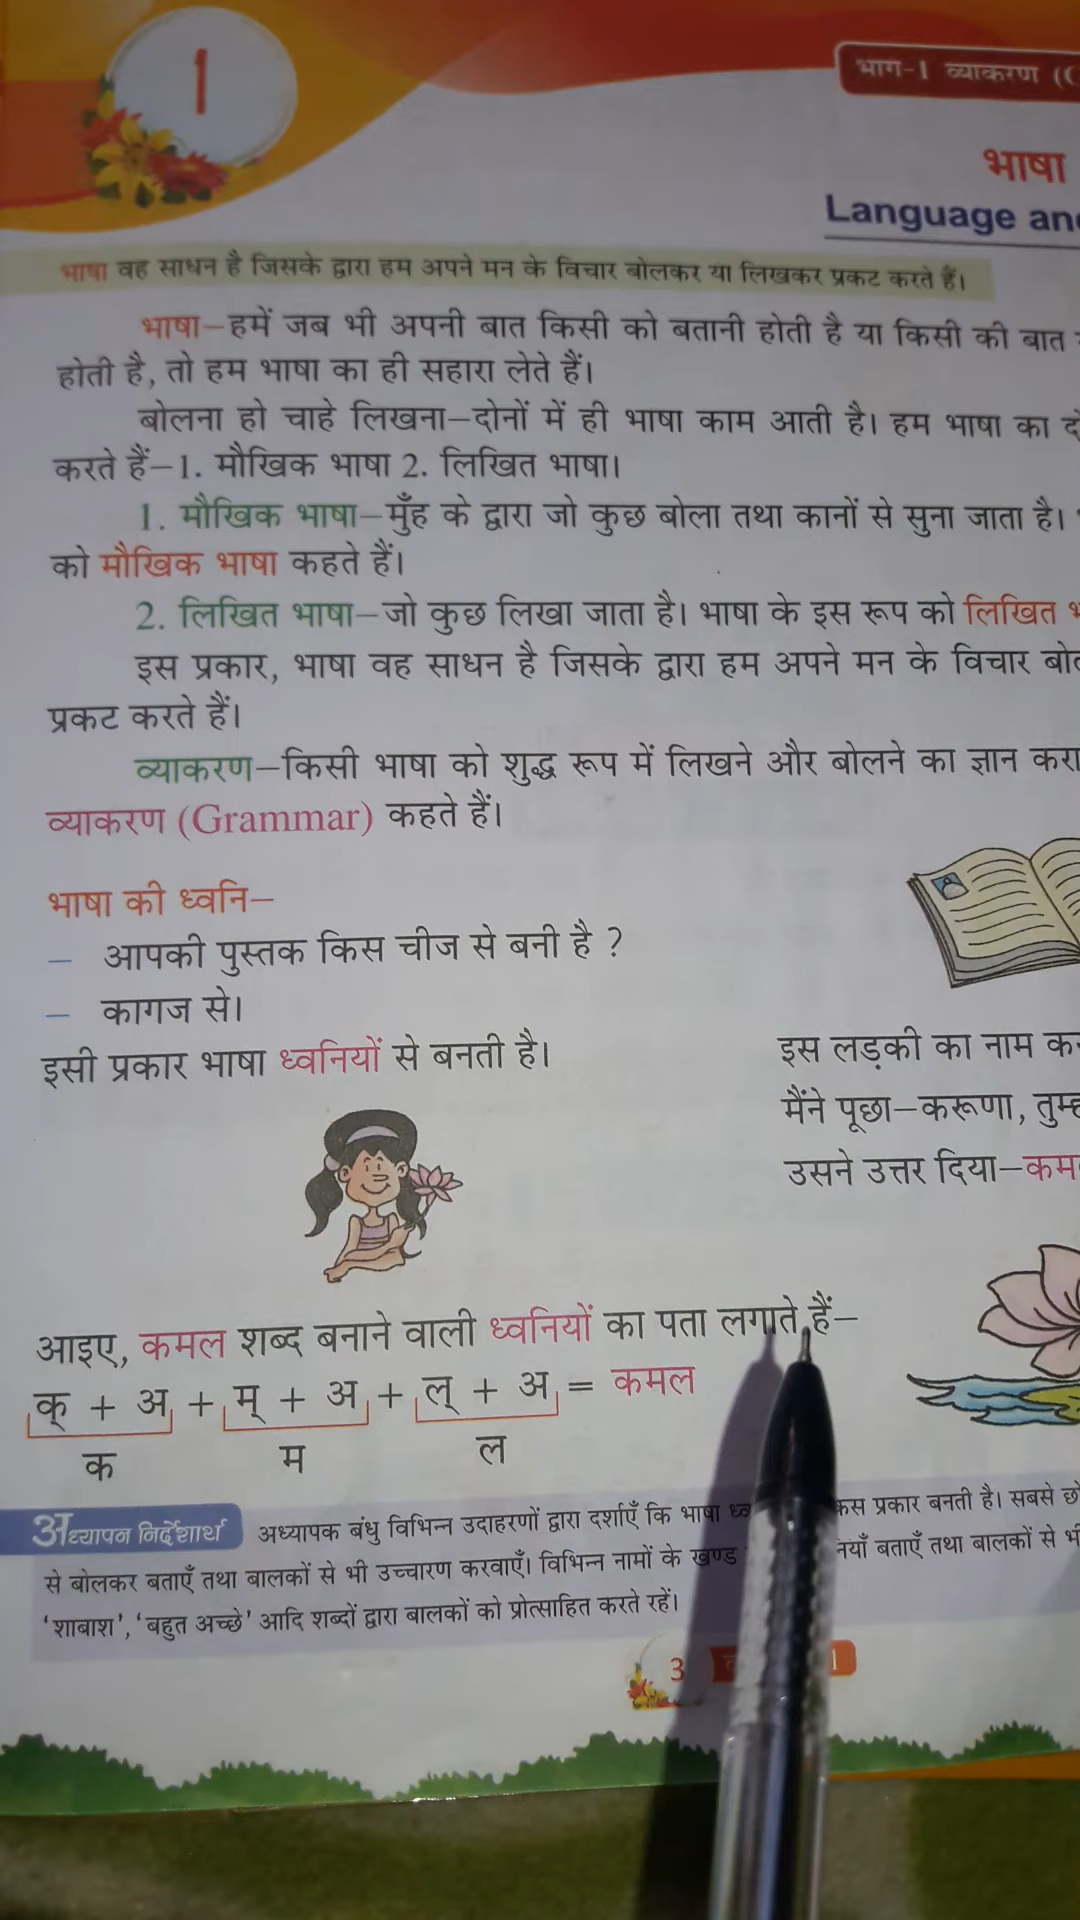 1
भाग-1 व्याकरण
भाषा
Language
भाषा वह साधन है जिसके द्वारा हम अपने मन के विचार बोलकर या लिखकर प्रकट करते हैं।
भाषा–हमें जब भी अपनी बात किसी को बतानी होती है या किसी की बात
होती है, तो हम भाषा का ही सहारा लेते हैं।
बोलना हो चाहे लिखना–दोनों में ही भाषा काम आती है। हम भाषा का
करते हैं–1. मौखिक भाषा 2. लिखित भाषा।
1. मौखिक भाषा–मुँह के द्वारा जो कुछ बोला तथा कानों से सुना जाता है।
को मौखिक भाषा कहते हैं।
2. लिखित भाषा–जो कुछ लिखा जाता है। भाषा के इस रूप को लिखित
इस प्रकार, भाषा वह साधन है जिसके द्वारा हम अपने मन के विचार
प्रकट करते हैं।
व्याकरण–किसी भाषा को शुद्ध रूप में लिखने और बोलने का ज्ञान
व्याकरण (Grammar) कहते हैं।
भाषा की ध्वनि–
– आपकी पुस्तक किस चीज से बनी है ?
– कागज से।
इसी प्रकार भाषा ध्वनियों से बनती है।
इस लड़की का नाम
मैंने पूछा–करूणा,
उसने उत्तर दिया–
आइए, कमल शब्द बनाने वाली ध्वनियों का पता लगाते हैं–
क् + अ + म् + अ + ल् + अ = कमल
क म ल
अध्यापन निर्देशार्थ अध्यापक बंधु विभिन्न उदाहरणों द्वारा दर्शाएँ कि भाषा प्रकार बनती है। सबसे
से बोलकर बताएँ तथा बालकों से भी उच्चारण करवाएँ। विभिन्न नामों के खण्ड बताएँ तथा बालकों से
'शाबाश', 'बहुत अच्छे' आदि शब्दों द्वारा बालकों को प्रोत्साहित करते रहें।
3